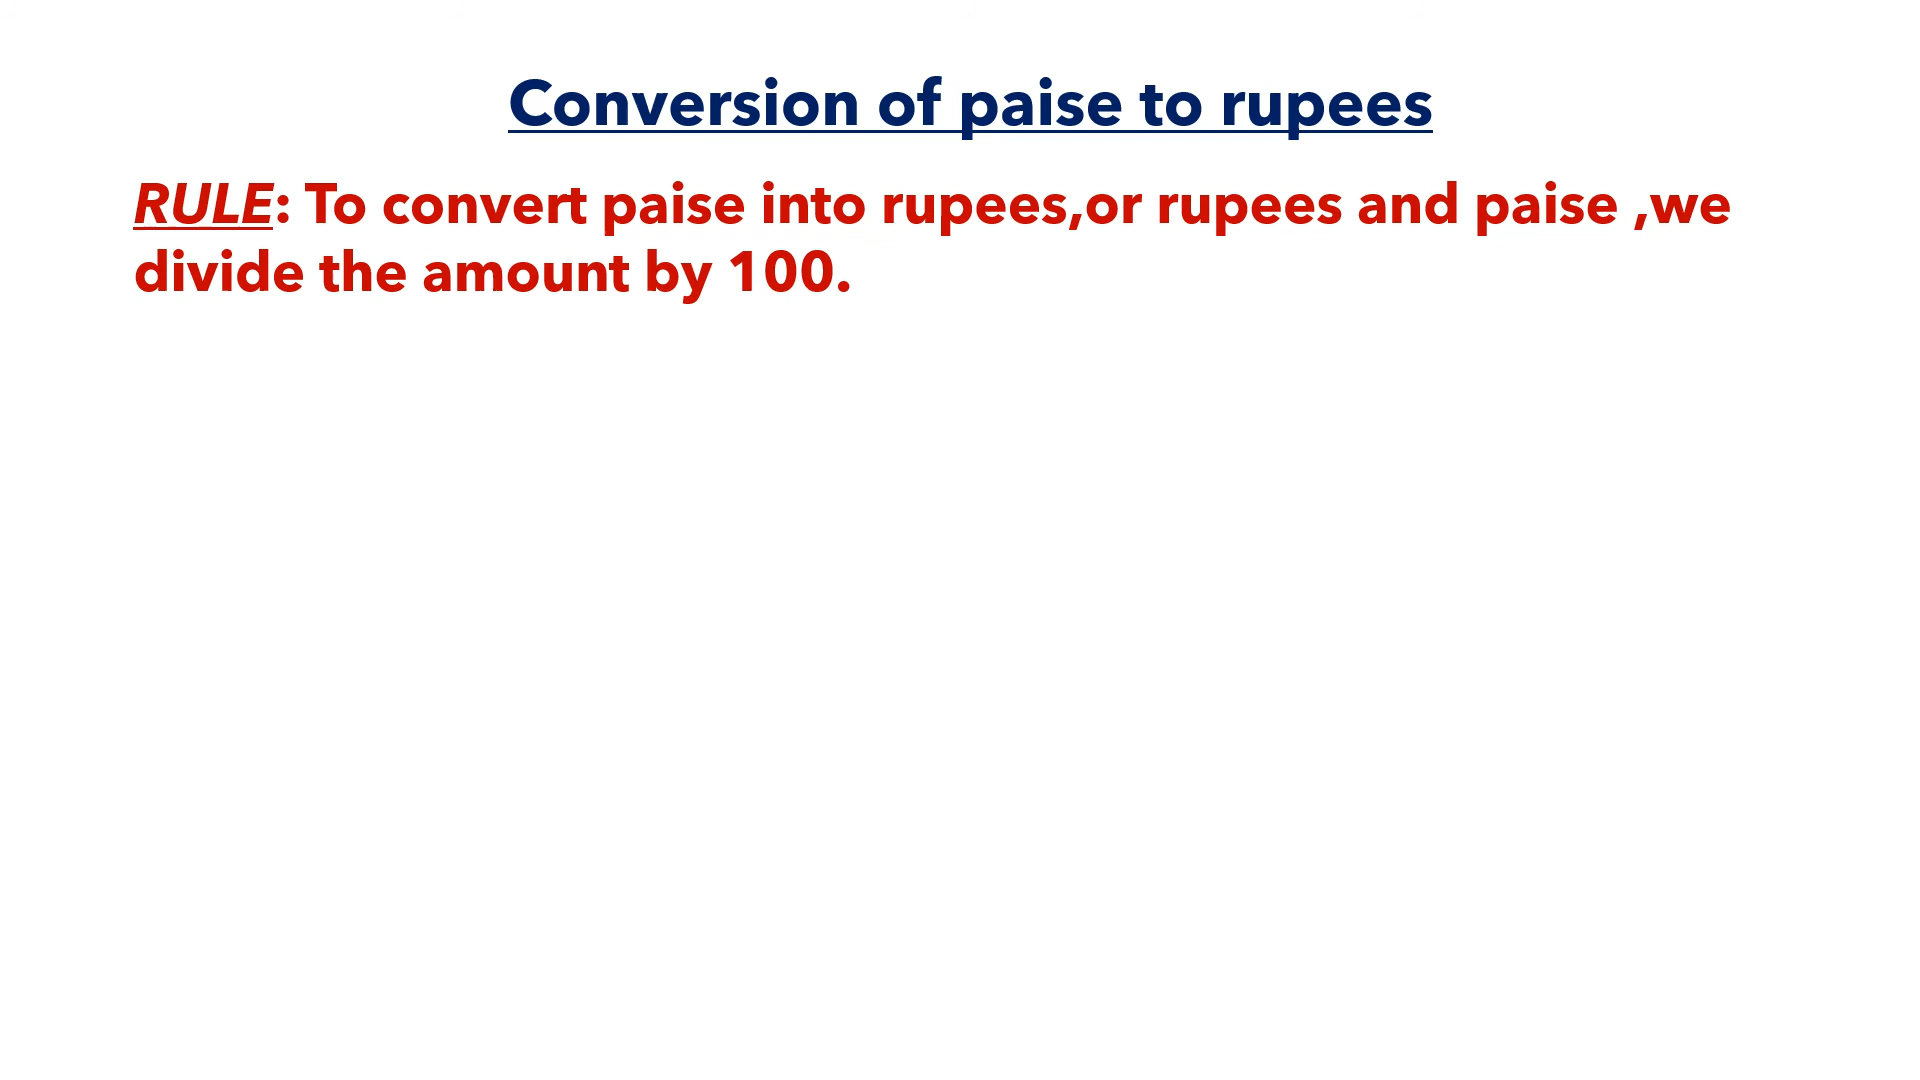 Conversion of paise to rupees
RULE: To convert paise into rupees,or rupees and paise ,we
divide the amount by 100.